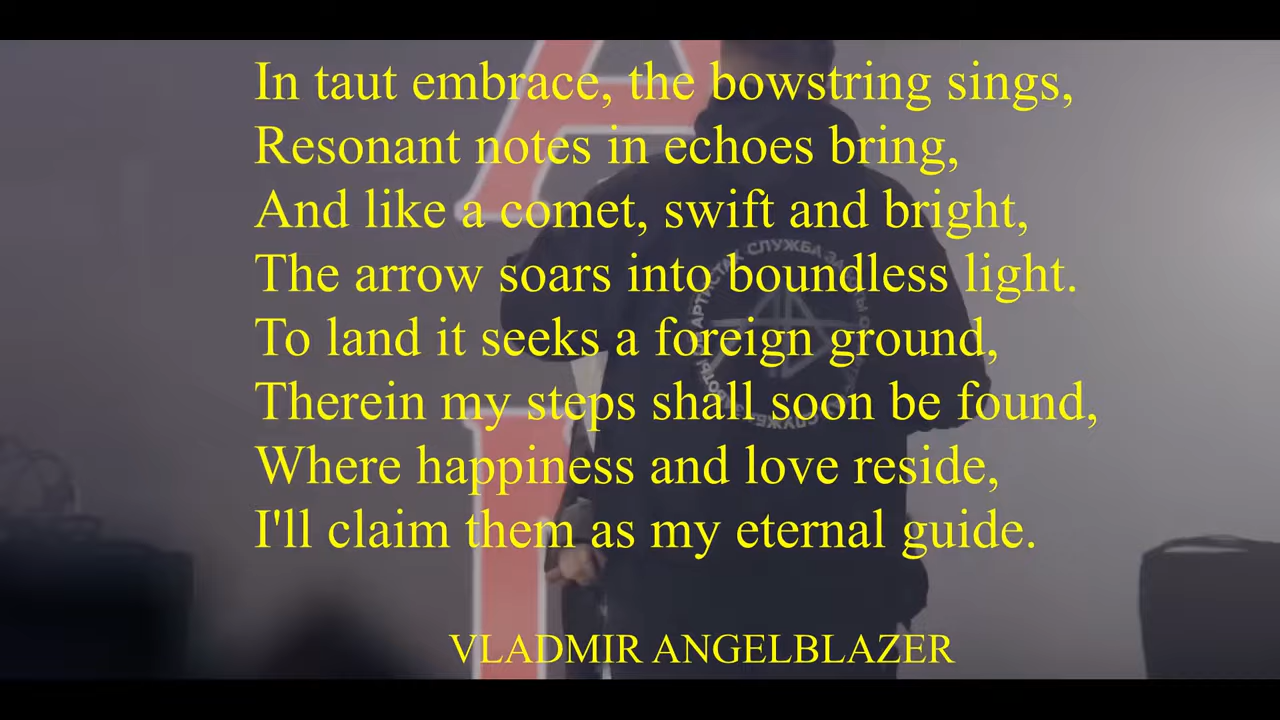 In taut embrace, the bowstring sings,
Resonant notes in echoes bring,
And like a comet, swift and bright,
The arrow soars into boundless light.
To land it seeks a foreign ground,
Therein my steps shall soon be found,
Where happiness and love reside,
I'll claim them as my eternal guide.
СЛУЖБА
VLADMIR ANGELBLAZER